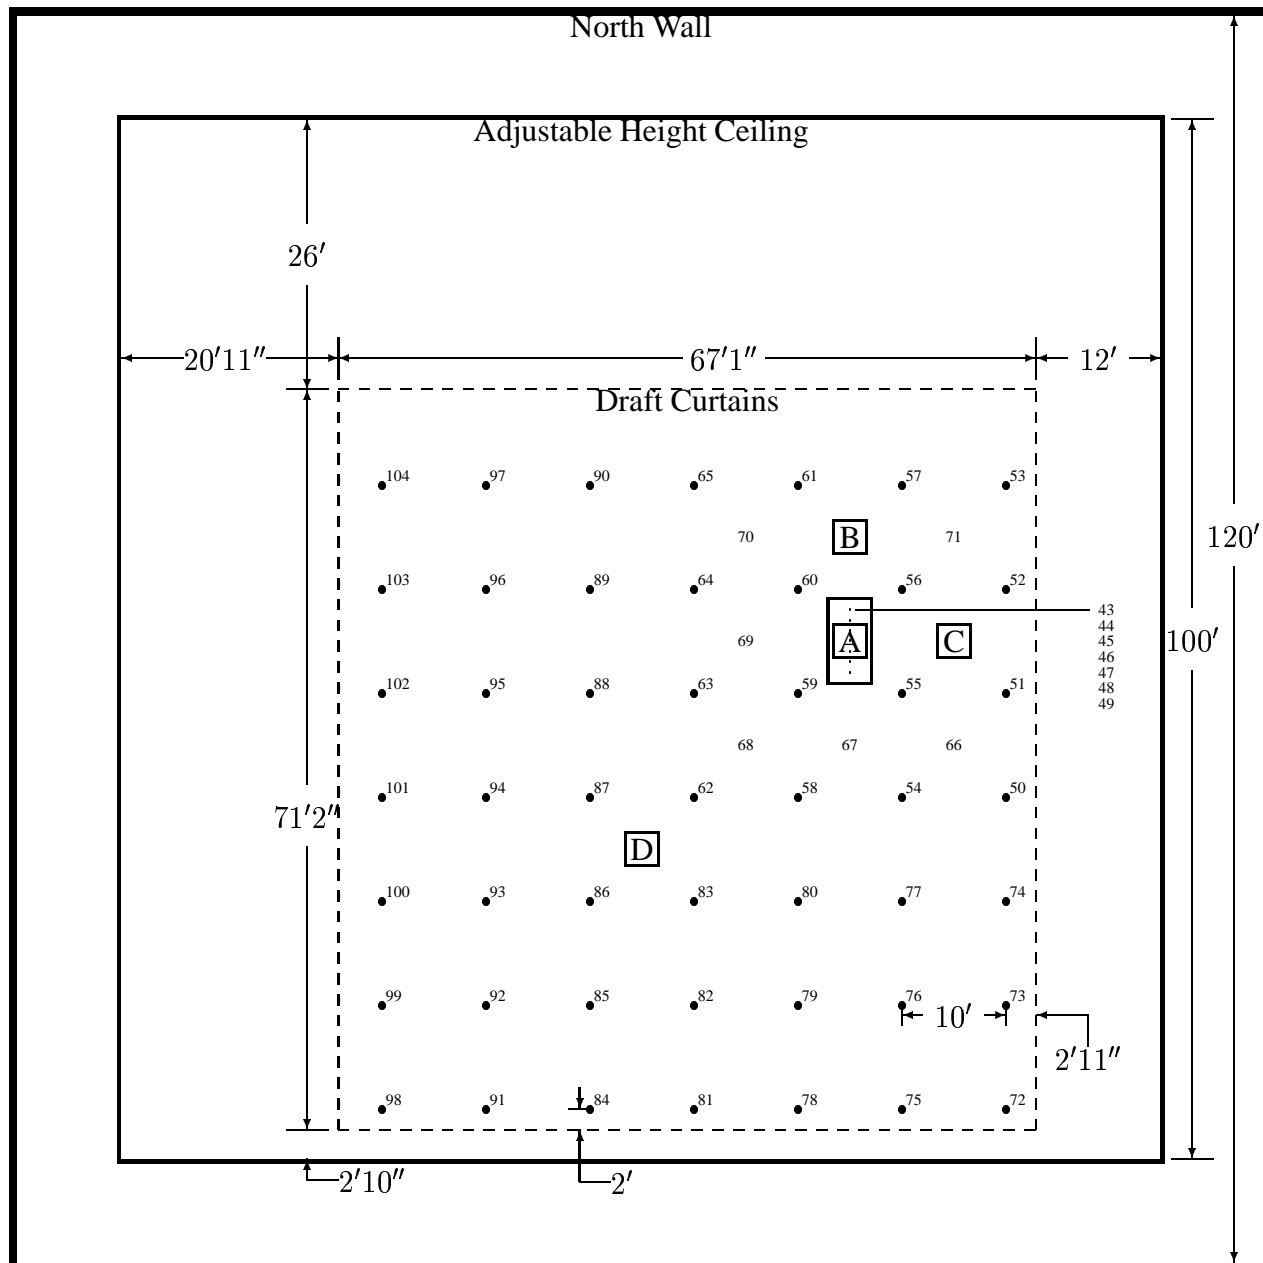 North Wall
Adjustable Height Ceiling
26′
20′11″ 67′1″ 12′
Draft Curtains
104 97 90 65 61 57 53
70 B 71 120′
103 96 89 64 60 56 52
43
44
69 A C 45 100′
46
47
102 95 88 63 59 55 51 48
49
68 67 66
101 94 87 62 58 54 50
71′2″
D
100 93 86 83 80 77 74
99 92 85 82 79 76 73
10′
2′11″
98 91 84 81 78 75 72
2′10″ 2′